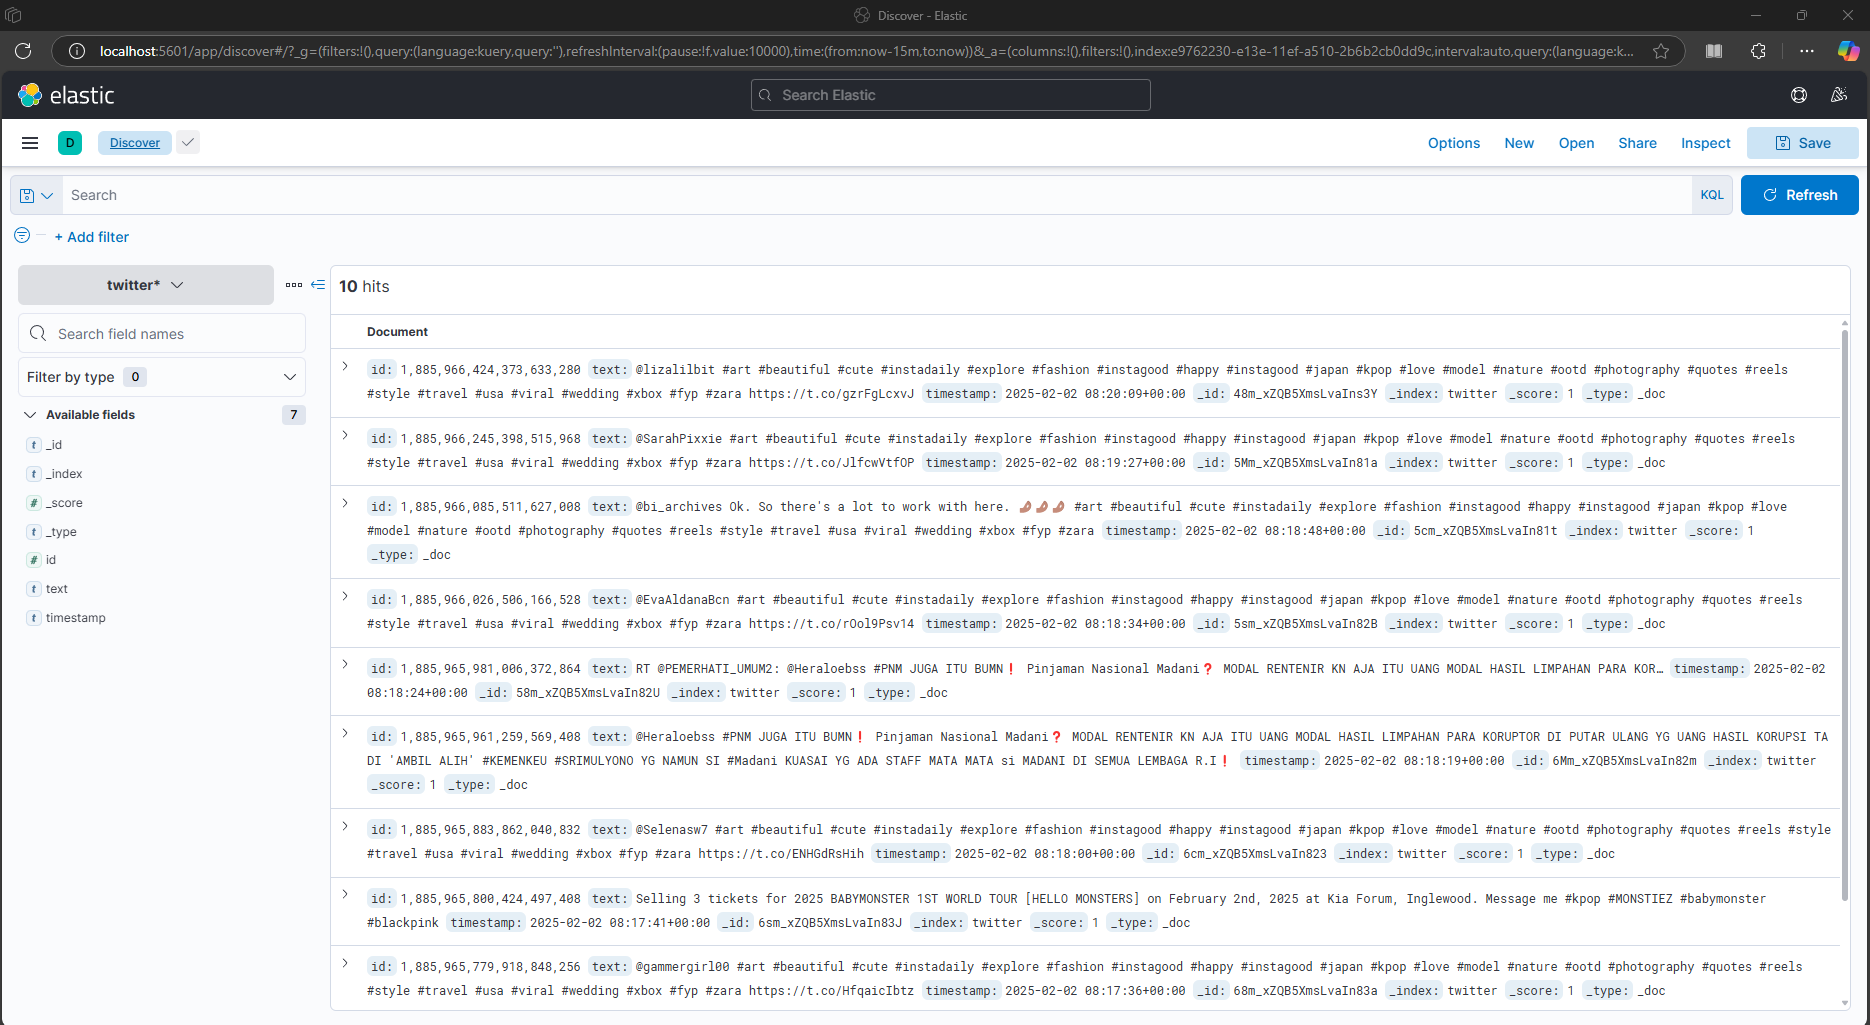 Discover - Elastic
localhost:5601/app/discover#/?_g=(filters:!(),query:(language:kuery,query:''),refreshInterval:(pause:!f,value:10000),time:(from:now-15m,to:now))&_a=(columns:!(),filters:!(),index:e9762230-e13e-11ef-a510-2b6b2cb0dd9c,interval:auto,query:(language:k...
elastic
Search Elastic
D
Discover
Options
New
Open
Share
Inspect
Save
Search
KQL
Refresh
+ Add filter
twitter*
Search field names
Filter by type 0
Available fields 7
t _id
t _index
# _score
t _type
# id
t text
t timestamp
10 hits
Document
id: 1,885,966,424,373,633,280 text: @lizalilbit #art #beautiful #cute #instadaily #explore #fashion #instagood #happy #instagood #japan #kpop #love #model #nature #ootd #photography #quotes #reels
#style #travel #usa #viral #wedding #xbox #fyp #zara https://t.co/gzrFgLcxvJ timestamp: 2025-02-02 08:20:09+00:00 _id: 48m_xZQB5XmsLvaIns3Y _index: twitter _score: 1 _type: _doc
id: 1,885,966,245,398,515,968 text: @SarahPixxie #art #beautiful #cute #instadaily #explore #fashion #instagood #happy #instagood #japan #kpop #love #model #nature #ootd #photography #quotes #reels
#style #travel #usa #viral #wedding #xbox #fyp #zara https://t.co/JlfcwVtfOP timestamp: 2025-02-02 08:19:27+00:00 _id: 5Mm_xZQB5XmsLvaIn81a _index: twitter _score: 1 _type: _doc
id: 1,885,966,085,511,627,008 text: @bi_archives Ok. So there's a lot to work with here. 🦾🦾🦾 #art #beautiful #cute #instadaily #explore #fashion #instagood #happy #instagood #japan #kpop #love
#model #nature #ootd #photography #quotes #reels #style #travel #usa #viral #wedding #xbox #fyp #zara timestamp: 2025-02-02 08:18:48+00:00 _id: 5cm_xZQB5XmsLvaIn81t _index: twitter _score: 1
_type: _doc
id: 1,885,966,026,506,166,528 text: @EvaAldanaBcn #art #beautiful #cute #instadaily #explore #fashion #instagood #happy #instagood #japan #kpop #love #model #nature #ootd #photography #quotes #reels
#style #travel #usa #viral #wedding #xbox #fyp #zara https://t.co/rOol9Psv14 timestamp: 2025-02-02 08:18:34+00:00 _id: 5sm_xZQB5XmsLvaIn82B _index: twitter _score: 1 _type: _doc
id: 1,885,965,981,006,372,864 text: RT @PEMERHATI_UMUM2: @Heraloebss #PNM JUGA ITU BUMN❗ Pinjaman Nasional Madani❓ MODAL RENTENIR KN AJA ITU UANG MODAL HASIL LIMPAHAN PARA KOR… timestamp: 2025-02-02
08:18:24+00:00 _id: 58m_xZQB5XmsLvaIn82U _index: twitter _score: 1 _type: _doc
id: 1,885,965,961,259,569,408 text: @Heraloebss #PNM JUGA ITU BUMN❗ Pinjaman Nasional Madani❓ MODAL RENTENIR KN AJA ITU UANG MODAL HASIL LIMPAHAN PARA KORUPTOR DI PUTAR ULANG YG UANG HASIL KORUPSI TA
DI 'AMBIL ALIH' #KEMENKEU #SRIMULYONO YG NAMUN SI #Madani KUASAI YG ADA STAFF MATA MATA si MADANI DI SEMUA LEMBAGA R.I❗ timestamp: 2025-02-02 08:18:19+00:00 _id: 6Mm_xZQB5XmsLvaIn82m _index: twitter
_score: 1 _type: _doc
id: 1,885,965,883,862,040,832 text: @Selenasw7 #art #beautiful #cute #instadaily #explore #fashion #instagood #happy #instagood #japan #kpop #love #model #nature #ootd #photography #quotes #reels #style
#travel #usa #viral #wedding #xbox #fyp #zara https://t.co/ENHGdRsHih timestamp: 2025-02-02 08:18:00+00:00 _id: 6cm_xZQB5XmsLvaIn823 _index: twitter _score: 1 _type: _doc
id: 1,885,965,800,424,497,408 text: Selling 3 tickets for 2025 BABYMONSTER 1ST WORLD TOUR [HELLO MONSTERS] on February 2nd, 2025 at Kia Forum, Inglewood. Message me #kpop #MONSTIEZ #babymonster
#blackpink timestamp: 2025-02-02 08:17:41+00:00 _id: 6sm_xZQB5XmsLvaIn83J _index: twitter _score: 1 _type: _doc
id: 1,885,965,779,918,848,256 text: @gammergirl00 #art #beautiful #cute #instadaily #explore #fashion #instagood #happy #instagood #japan #kpop #love #model #nature #ootd #photography #quotes #reels
#style #travel #usa #viral #wedding #xbox #fyp #zara https://t.co/HfqaicIbtz timestamp: 2025-02-02 08:17:36+00:00 _id: 68m_xZQB5XmsLvaIn83a _index: twitter _score: 1 _type: _doc